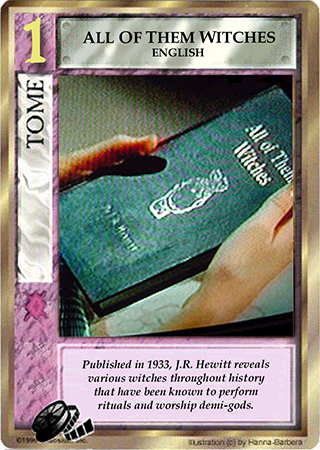 1
ALL OF THEM WITCHES
ENGLISH
TOME
All of Them
Witches
J.R. Hewitt
Published in 1933, J.R. Hewitt reveals
various witches throughout history
that have been known to perform
rituals and worship demi-gods.
Illustration (c) by Hanna-Barbera